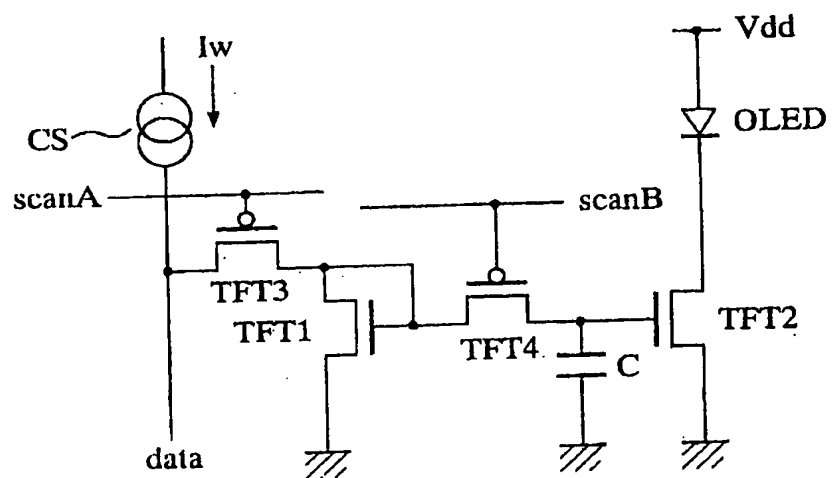 Iw
Vdd
CS
OLED
scanA
scanB
TFT3
TFT1
TFT4
C
TFT2
data